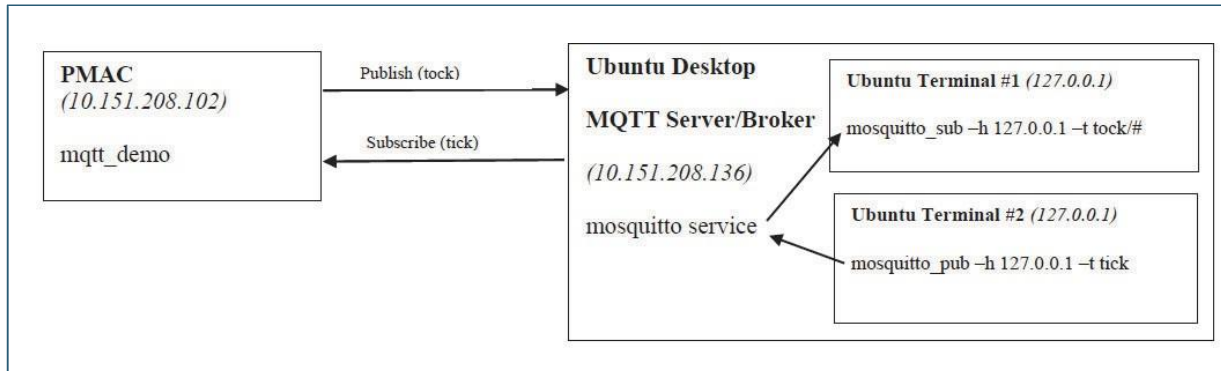 PMAC
(10.151.208.102)
mqtt_demo
Publish (tock)
Subscribe (tick)
Ubuntu Desktop
MQTT Server/Broker
(10.151.208.136)
mosquitto service
Ubuntu Terminal #1 (127.0.0.1)
mosquitto_sub –h 127.0.0.1 –t tock/#
Ubuntu Terminal #2 (127.0.0.1)
mosquitto_pub –h 127.0.0.1 –t tick